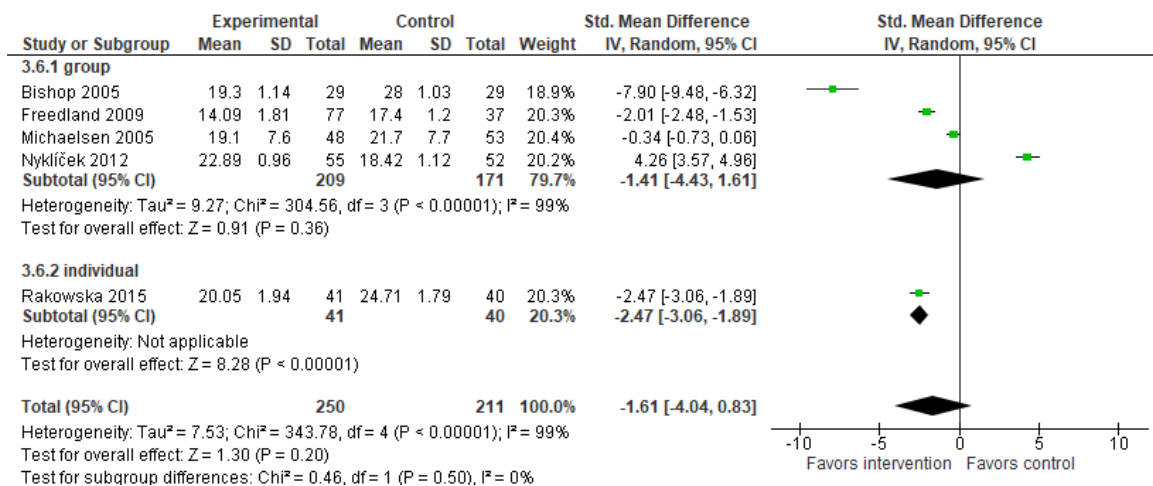 Experimental Control Std. Mean Difference Std. Mean Difference
Study or Subgroup Mean SD Total Mean SD Total Weight IV, Random, 95% CI IV, Random, 95% CI
3.6.1 group
Bishop 2005 19.3 1.14 29 28 1.03 29 18.9% -7.90 [-9.48, -6.32]
Freedland 2009 14.09 1.81 77 17.4 1.2 37 20.3% -2.01 [-2.48, -1.53]
Michaelsen 2005 19.1 7.6 48 21.7 7.7 53 20.4% -0.34 [-0.73, 0.06]
Nyklíček 2012 22.89 0.96 55 18.42 1.12 52 20.2% 4.26 [3.57, 4.96]
Subtotal (95% CI) 209 171 79.7% -1.41 [-4.43, 1.61]
Heterogeneity: Tau² = 9.27; Chi² = 304.56, df = 3 (P < 0.00001); I² = 99%
Test for overall effect: Z = 0.91 (P = 0.36)
3.6.2 individual
Rakowska 2015 20.05 1.94 41 24.71 1.79 40 20.3% -2.47 [-3.06, -1.89]
Subtotal (95% CI) 41 40 20.3% -2.47 [-3.06, -1.89]
Heterogeneity: Not applicable
Test for overall effect: Z = 8.28 (P < 0.00001)
Total (95% CI) 250 211 100.0% -1.61 [-4.04, 0.83]
Heterogeneity: Tau² = 7.53; Chi² = 343.78, df = 4 (P < 0.00001); I² = 99%
Test for overall effect: Z = 1.30 (P = 0.20)
Test for subgroup differences: Chi² = 0.46, df = 1 (P = 0.50), I² = 0%
-10 -5 0 5 10
Favors intervention Favors control